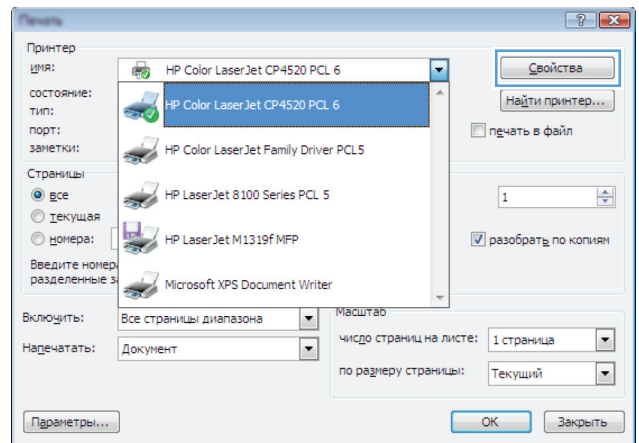 Печать
Принтер
имя:
HP Color LaserJet CP4520 PCL 6
Свойства
состояние:
HP Color LaserJet CP4520 PCL 6
Найти принтер...
тип:
порт:
HP Color LaserJet Family Driver PCL5
печать в файл
заметки:
Страницы
HP LaserJet 8100 Series PCL 5
все
1
текущая
номера:
HP LaserJet M1319f MFP
разобрать по копиям
Введите
разделенные
Microsoft XPS Document Writer
Включить:
Все страницы диапазона
Масштаб
число страниц на листе:
1 страница
Напечатать:
Документ
по размеру страницы:
Текущий
Параметры...
OK
Закрыть